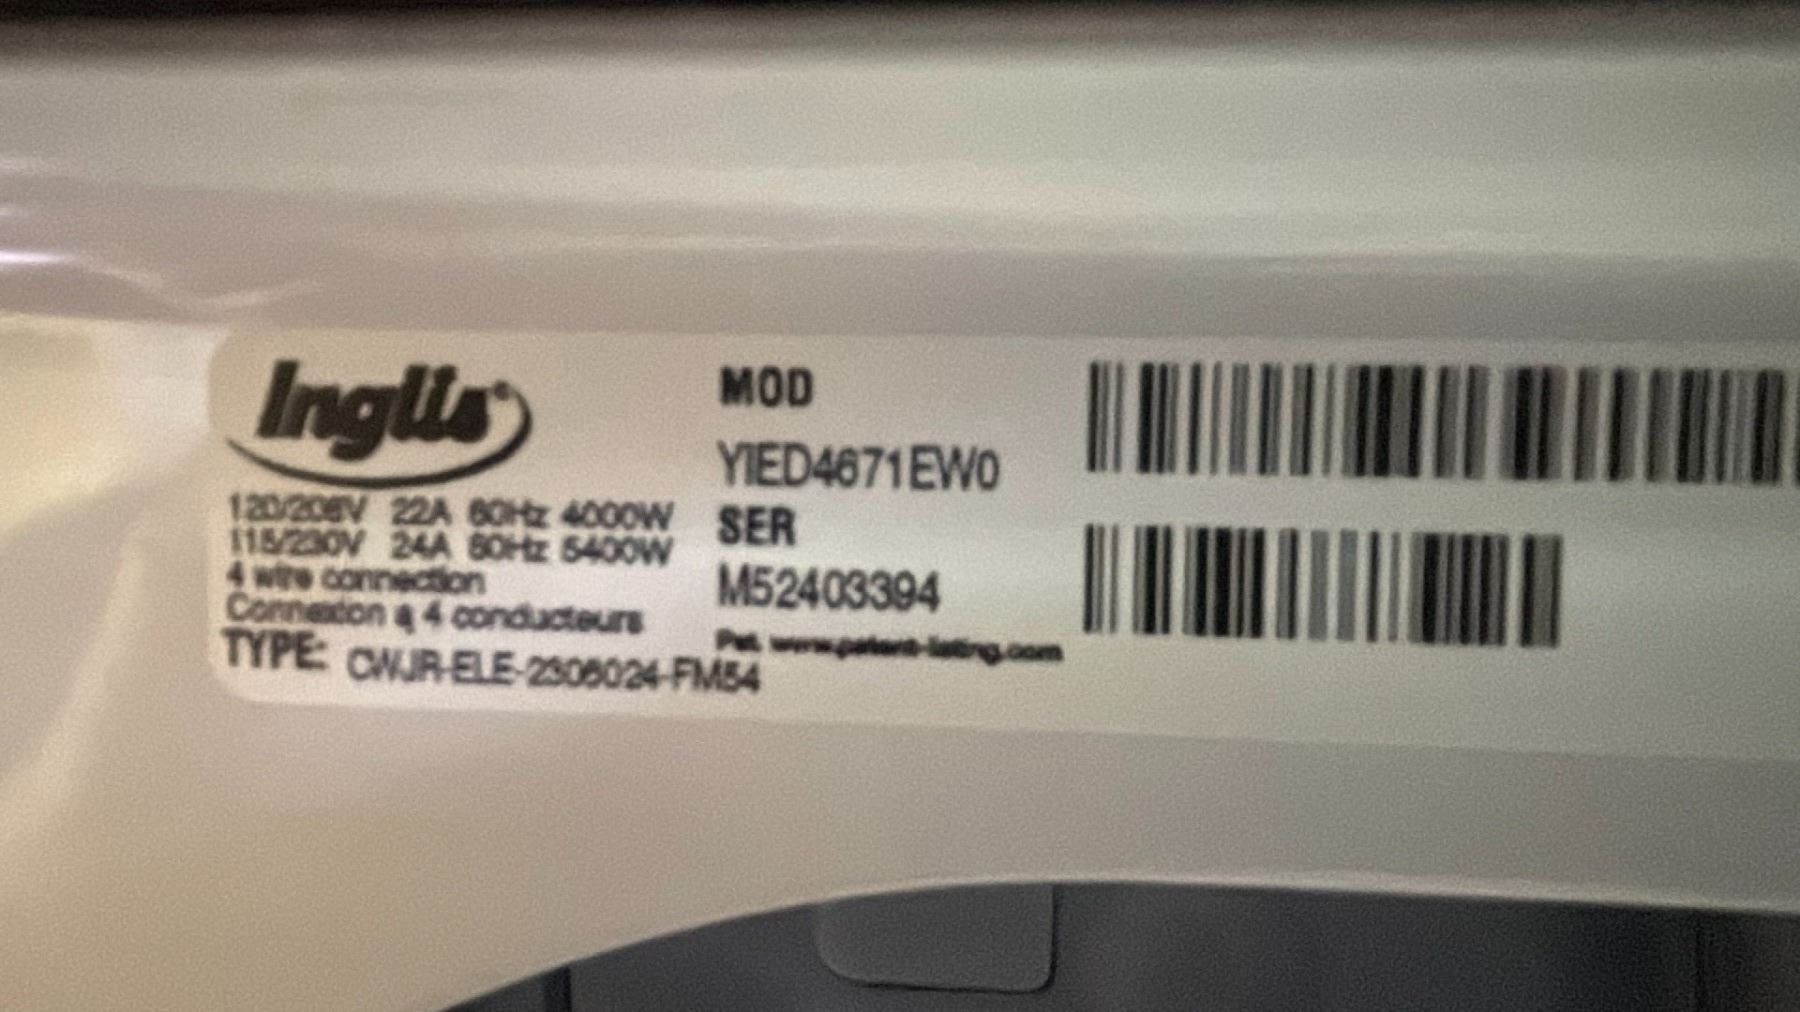 Inglis®
120/208V 22A 60Hz 4000W
115/230V 24A 60Hz 5400W
4 wire connection
Connexion à 4 conducteurs
TYPE: CWJR-ELE-2306024-FM54
MOD
YIED4671EW0
SER
M52403394
Pat. www.patent-listing.com